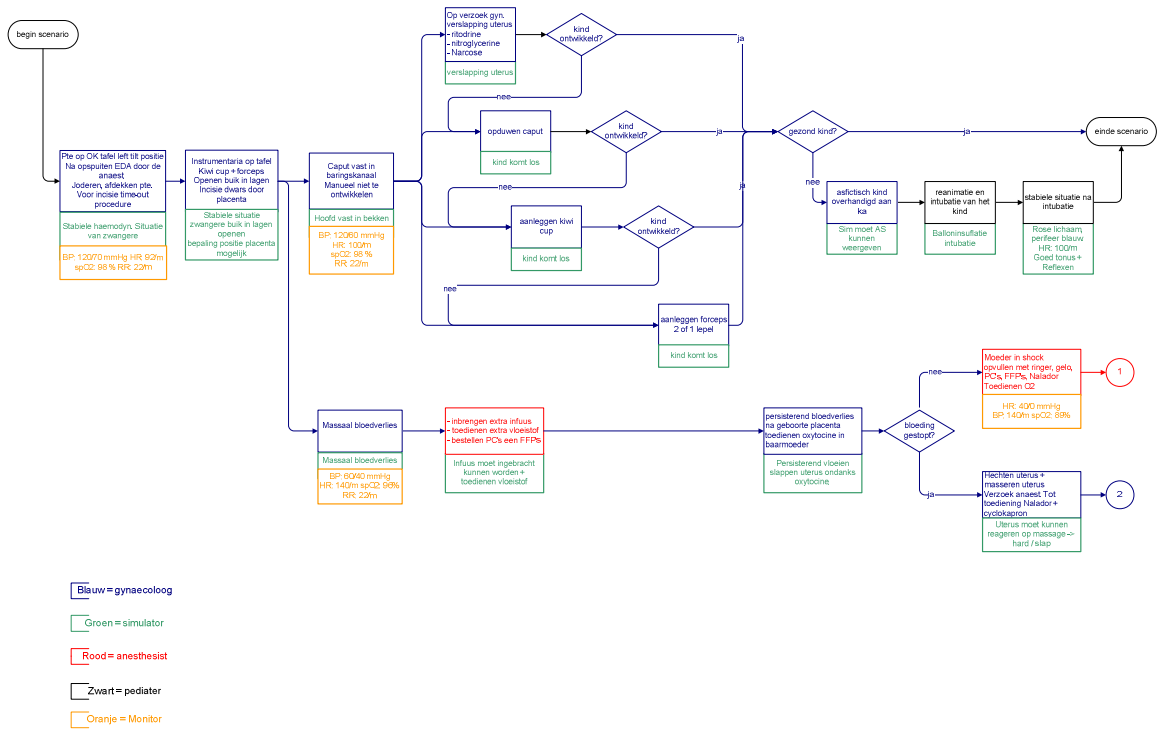 begin scenario
Pte op OK tafel left tilt positie
Na opspuiten EDA door de
anaest
Joderen, afdekken pte.
Voor incisie time-out
procedure
Stabiele haemodyn. Situatie
van zwangere
BP: 120/70 mmHg HR: 92/m
spO2: 98 % RR: 22/m
Instrumentaria op tafel
Kiwi cup + forceps
Openen buik in lagen
Incisie dwars door
placenta
Stabiele situatie
zwangere buik in lagen
openen
bepaling positie placenta
mogelijk
Caput vast in
baringskanaal
Manueel niet te
ontwikkelen
Hoofd vast in bekken
BP: 120/60 mmHg
HR: 100/m
spO2: 98 %
RR: 22/m
Op verzoek gyn.
verslapping uterus
- ritodrine
- nitroglycerine
- Narcose
verslapping uterus
kind
ontwikkeld?
ja
nee
opduwen caput
kind komt los
kind
ontwikkeld?
ja
nee
aanleggen kiwi
cup
kind komt los
kind
ontwikkeld?
ja
nee
aanleggen forceps
2 of 1 lepel
kind komt los
gezond kind?
ja
einde scenario
nee
asfictisch kind
overhandigd aan
ka
Sim moet AS
kunnen
weergeven
reanimatie en
intubatie van het
kind
Balloninsuflatie
intubatie
stabiele situatie na
intubatie
Rose lichaam,
perifeer blauw.
HR: 100/m
Goed tonus +
Reflexen
Massaal bloedverlies
Massaal bloedverlies
BP: 60/40 mmHg
HR: 140/m spO2: 96%
RR: 22/m
- inbrengen extra infuus
- toedienen extra vloeistof
- bestellen PC's een FFP's
Infuus moet ingebracht
kunnen worden +
toedienen vloeistof
persisterend bloedverlies
na geboorte placenta
toedienen oxytocine in
baarmoeder
Persisterend vloeien
slappen uterus ondanks
oxytocine,
bloeding
gestopt?
nee
Moeder in shock
opvullen met ringer, gelo,
PC's, FFP's, Nalador
Toedienen O2
HR: 40/0 mmHg
BP: 140/m spO2: 89%
1
ja
Hechten uterus +
masseren uterus
Verzoek anaest. Tot
toediening Nalador +
cyclokapron
Uterus moet kunnen
reageren op massage ->
hard / slap
2
Blauw = gynaecoloog
Groen = simulator
Rood = anesthesist
Zwart = pediater
Oranje = Monitor